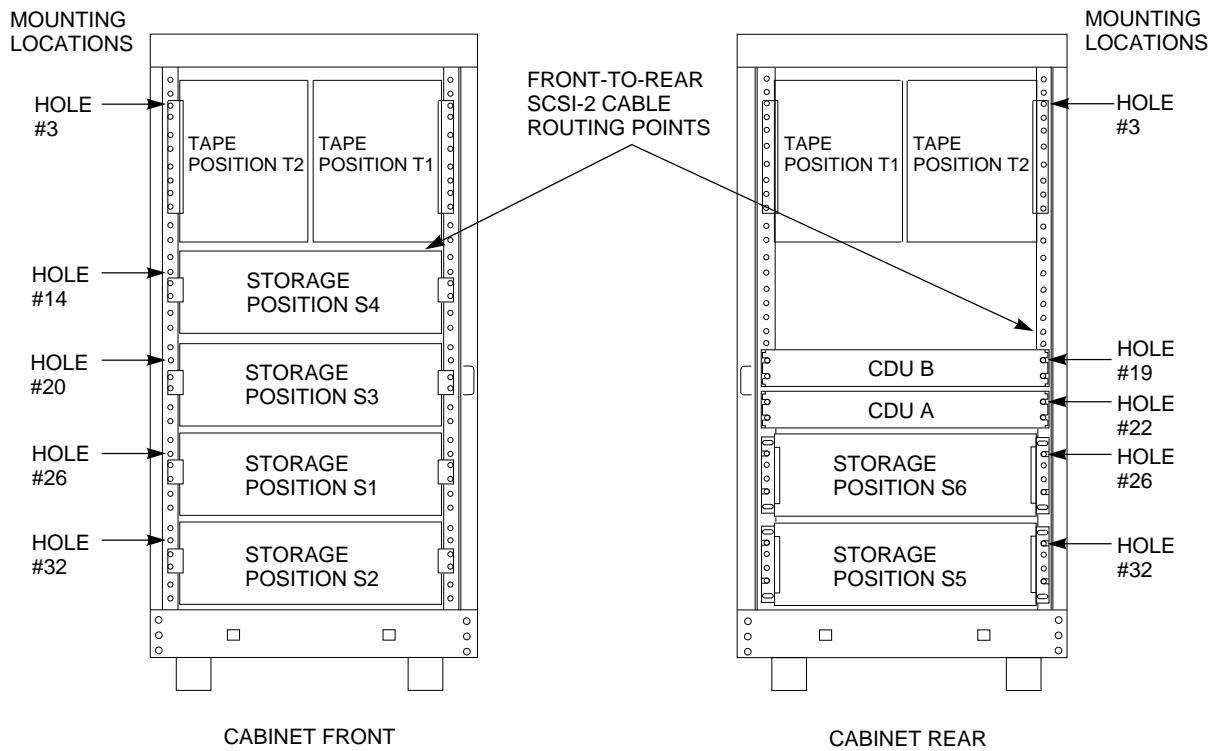 MOUNTING
LOCATIONS
HOLE
#3
TAPE
POSITION T2
TAPE
POSITION T1
HOLE
#14
STORAGE
POSITION S4
HOLE
#20
STORAGE
POSITION S3
HOLE
#26
STORAGE
POSITION S1
HOLE
#32
STORAGE
POSITION S2
CABINET FRONT
FRONT-TO-REAR
SCSI-2 CABLE
ROUTING POINTS
MOUNTING
LOCATIONS
TAPE
POSITION T1
TAPE
POSITION T2
HOLE
#3
CDU B
HOLE
#19
CDU A
HOLE
#22
STORAGE
POSITION S6
HOLE
#26
STORAGE
POSITION S5
HOLE
#32
CABINET REAR